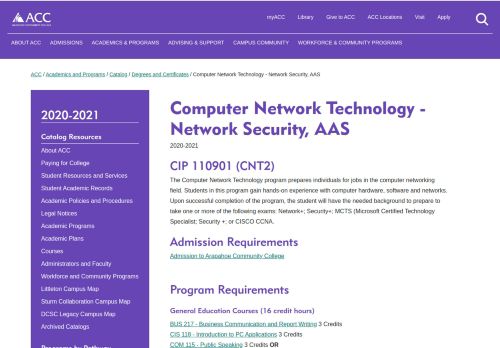 ACC
myACC Library Give to ACC ACC Locations Visit Apply
ABOUT ACC ADMISSIONS ACADEMICS & PROGRAMS ADVISING & SUPPORT CAMPUS COMMUNITY WORKFORCE & COMMUNITY PROGRAMS
ACC / Academics and Programs / Catalog / Degrees and Certificates / Computer Network Technology - Network Security, AAS
2020-2021
Catalog Resources
About ACC
Paying for College
Student Resources and Services
Student Academic Records
Academic Policies and Procedures
Legal Notices
Academic Programs
Academic Plans
Courses
Administrators and Faculty
Workforce and Community Programs
Littleton Campus Map
Sturm Collaboration Campus Map
DCSC Legacy Campus Map
Archived Catalogs
Programs by Pathway
Computer Network Technology -
Network Security, AAS
2020-2021
CIP 110901 (CNT2)
The Computer Network Technology program prepares individuals for jobs in the computer networking
field. Students in this program gain hands-on experience with computer hardware, software and networks.
Upon successful completion of the program, the student will have the needed background to prepare to
take one or more of the following exams: Network+; Security+; MCTS (Microsoft Certified Technology
Specialist; Security +; or CISCO CCNA.
Admission Requirements
Admission to Arapahoe Community College
Program Requirements
General Education Courses (16 credit hours)
BUS 217 - Business Communication and Report Writing 3 Credits
CIS 118 - Introduction to PC Applications 3 Credits
COM 115 - Public Speaking 3 Credits OR